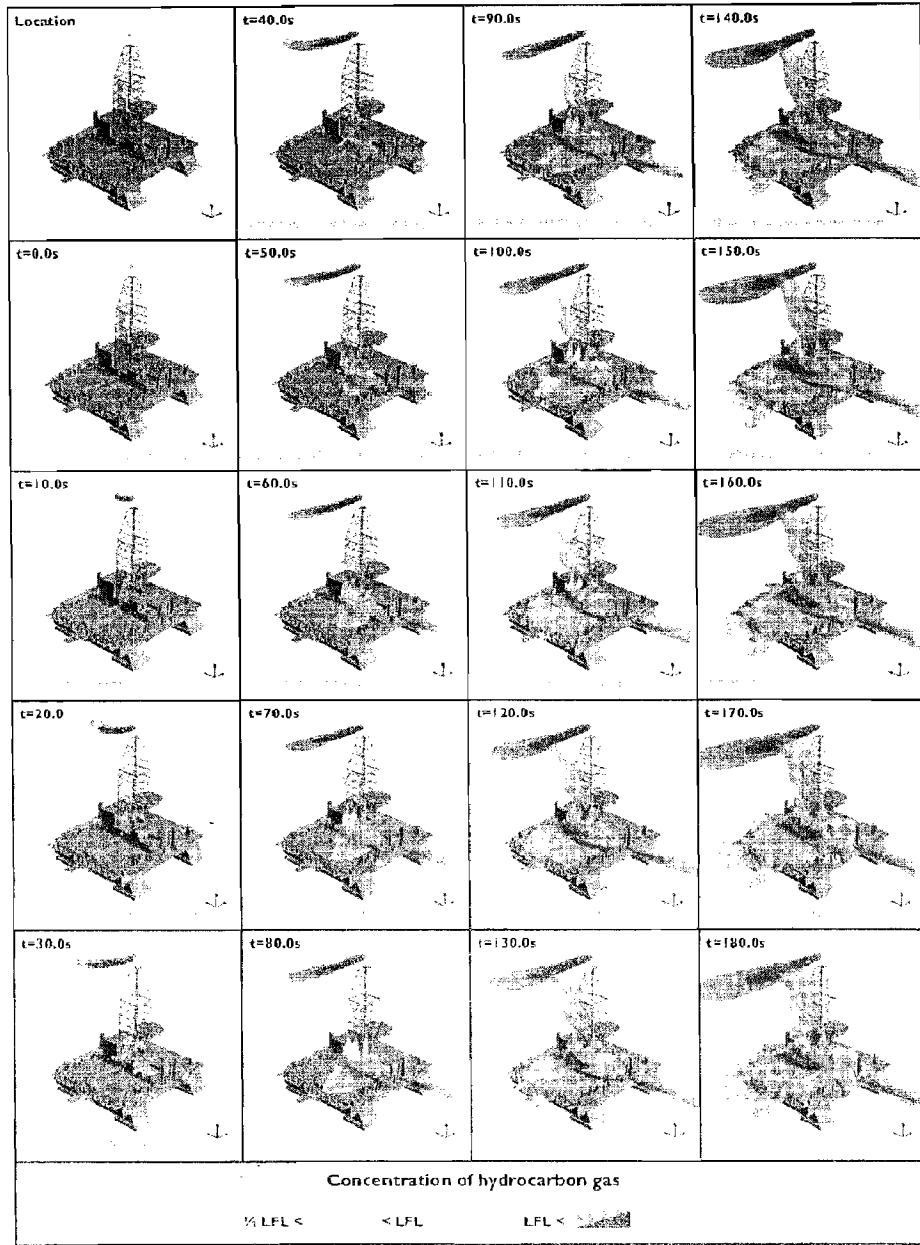 Location
t=40.0s
t=90.0s
t=140.0s
t=0.0s
t=50.0s
t=100.0s
t=150.0s
t=10.0s
t=60.0s
t=110.0s
t=160.0s
t=20.0
t=70.0s
t=120.0s
t=170.0s
t=30.0s
t=80.0s
t=130.0s
t=180.0s
Concentration of hydrocarbon gas
LFL <
< LFL
LFL <